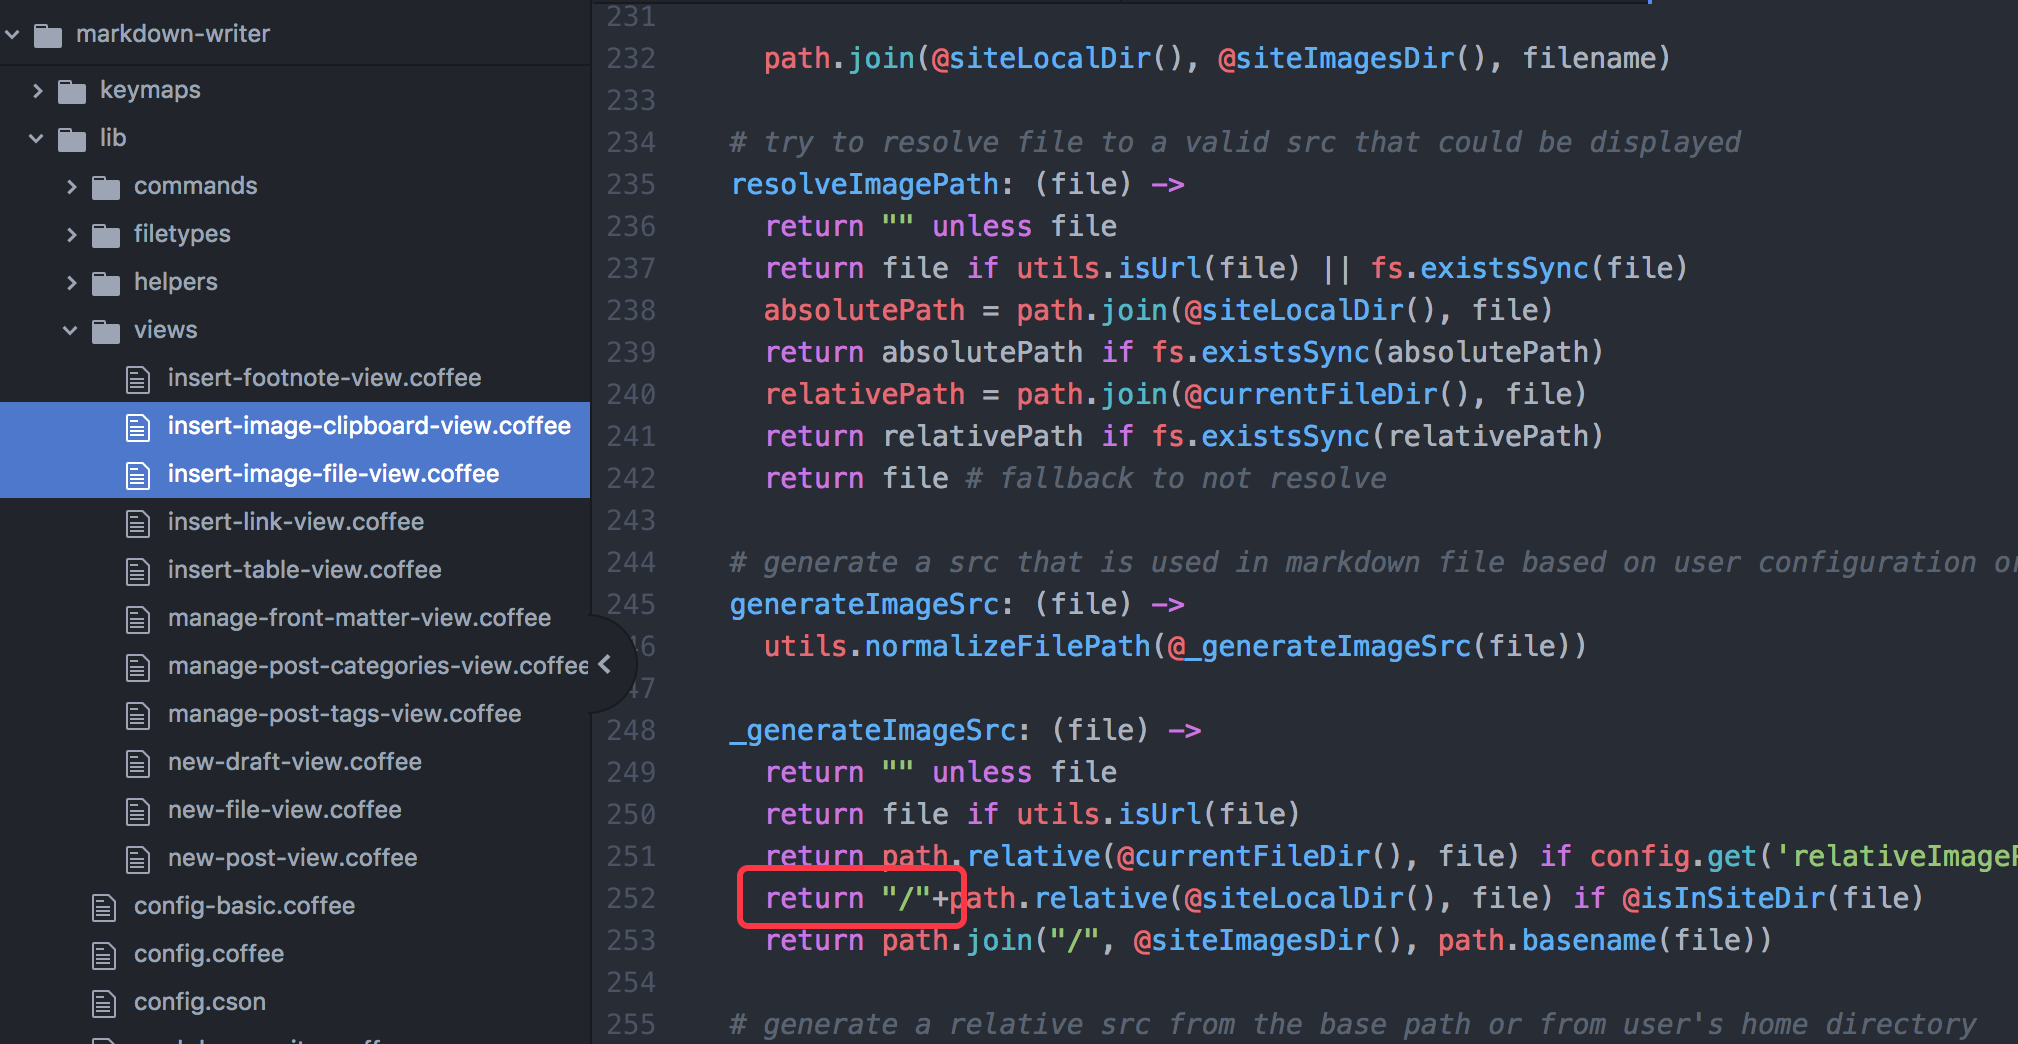 markdown-writer
keymaps
lib
commands
filetypes
helpers
views
insert-footnote-view.coffee
insert-image-clipboard-view.coffee
insert-image-file-view.coffee
insert-link-view.coffee
insert-table-view.coffee
manage-front-matter-view.coffee
manage-post-categories-view.coffee
manage-post-tags-view.coffee
new-draft-view.coffee
new-file-view.coffee
new-post-view.coffee
config-basic.coffee
config.coffee
config.cson
231
232 path.join(@siteLocalDir(), @siteImagesDir(), filename)
233
234 # try to resolve file to a valid src that could be displayed
235 resolveImagePath: (file) ->
236 return "" unless file
237 return file if utils.isUrl(file) || fs.existsSync(file)
238 absolutePath = path.join(@siteLocalDir(), file)
239 return absolutePath if fs.existsSync(absolutePath)
240 relativePath = path.join(@currentFileDir(), file)
241 return relativePath if fs.existsSync(relativePath)
242 return file # fallback to not resolve
243
244 # generate a src that is used in markdown file based on user configuration or
245 generateImageSrc: (file) ->
46 utils.normalizeFilePath(@_generateImageSrc(file))
47
248 _generateImageSrc: (file) ->
249 return "" unless file
250 return file if utils.isUrl(file)
251 return path.relative(@currentFileDir(), file) if config.get('relativeImage
252 return "/"+path.relative(@siteLocalDir(), file) if @isInSiteDir(file)
253 return path.join("/", @siteImagesDir(), path.basename(file))
254
255 # generate a relative src from the base path or from user's home directory